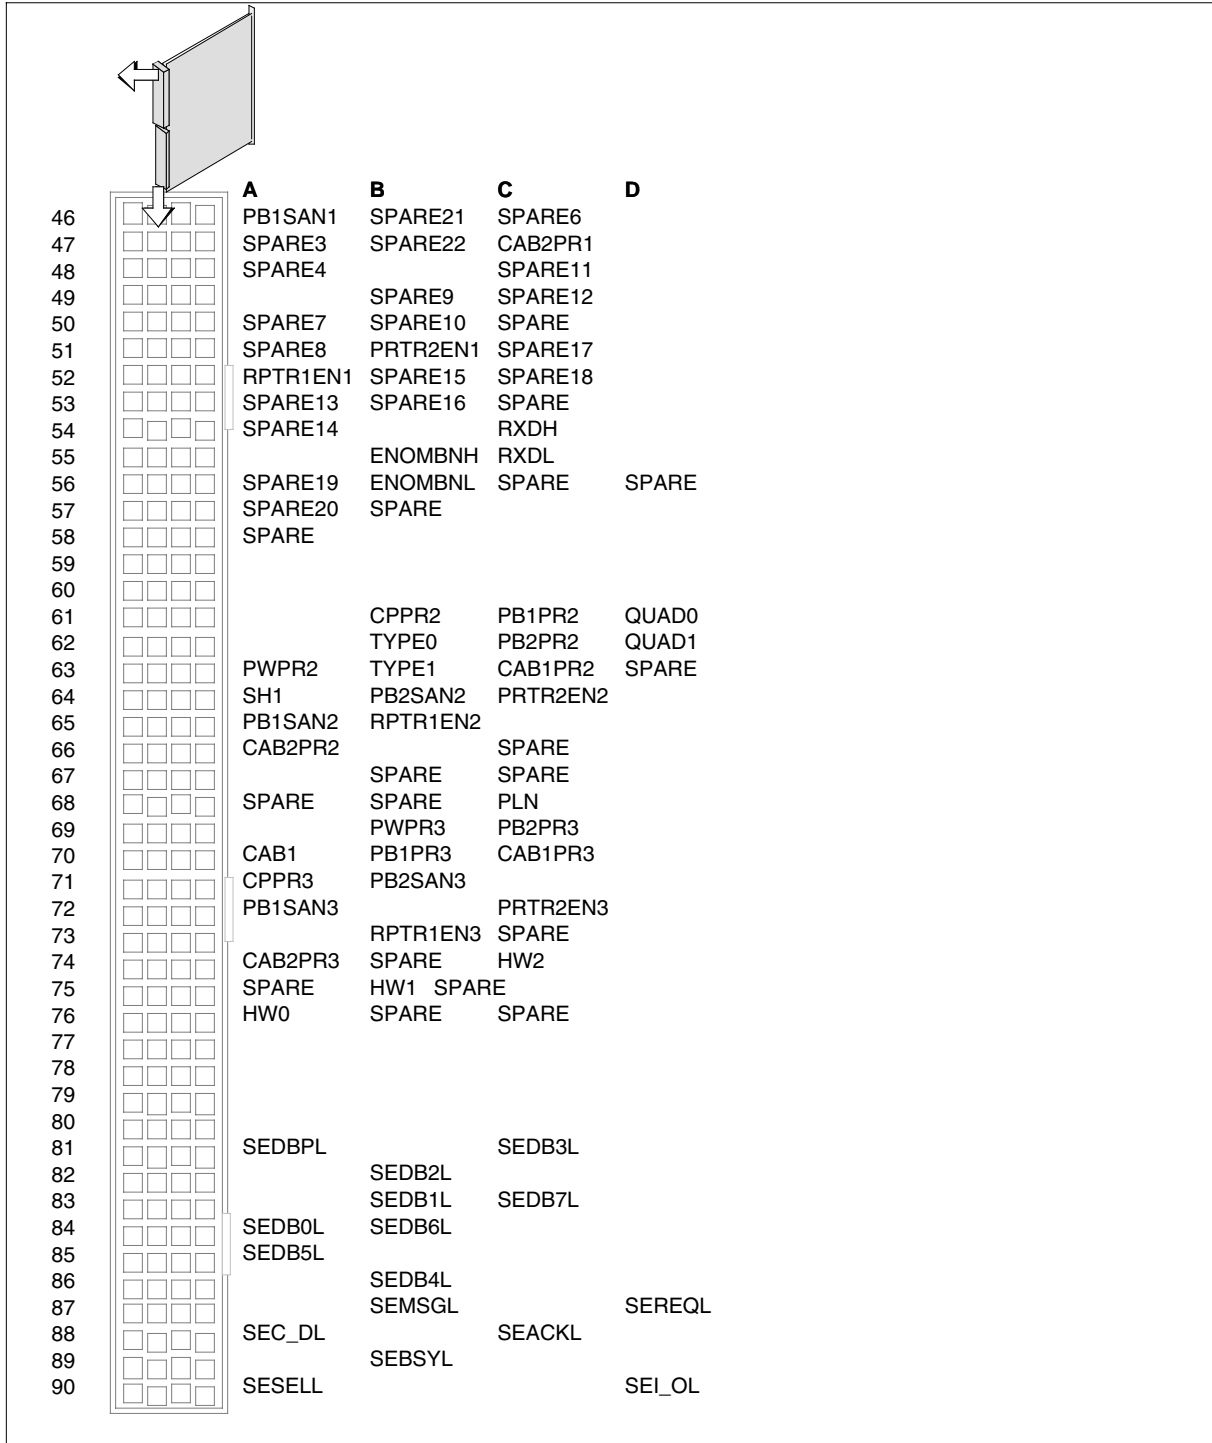 A B C D
46 PB1SAN1 SPARE21 SPARE6
47 SPARE3 SPARE22 CAB2PR1
48 SPARE4 SPARE11
49 SPARE9 SPARE12
50 SPARE7 SPARE10 SPARE
51 SPARE8 PRTR2EN1 SPARE17
52 RPTR1EN1 SPARE15 SPARE18
53 SPARE13 SPARE16 SPARE
54 SPARE14 RXDH
55 ENOMBNH RXDL
56 SPARE19 ENOMBNL SPARE SPARE
57 SPARE20 SPARE
58 SPARE
59
60
61 CPPR2 PB1PR2 QUAD0
62 TYPE0 PB2PR2 QUAD1
63 PWPR2 TYPE1 CAB1PR2 SPARE
64 SH1 PB2SAN2 PRTR2EN2
65 PB1SAN2 RPTR1EN2
66 CAB2PR2 SPARE
67 SPARE SPARE
68 SPARE SPARE PLN
69 PWPR3 PB2PR3
70 CAB1 PB1PR3 CAB1PR3
71 CPPR3 PB2SAN3
72 PB1SAN3 PRTR2EN3
73 RPTR1EN3 SPARE
74 CAB2PR3 SPARE HW2
75 SPARE HW1 SPARE
76 HW0 SPARE SPARE
77
78
79
80
81 SEDBPL SEDB3L
82 SEDB2L
83 SEDB1L SEDB7L
84 SEDB0L SEDB6L
85 SEDB5L
86 SEDB4L
87 SEMSGL SEREQL
88 SEC_DL SEACKL
89 SEBSYL
90 SESELL SEI_OL